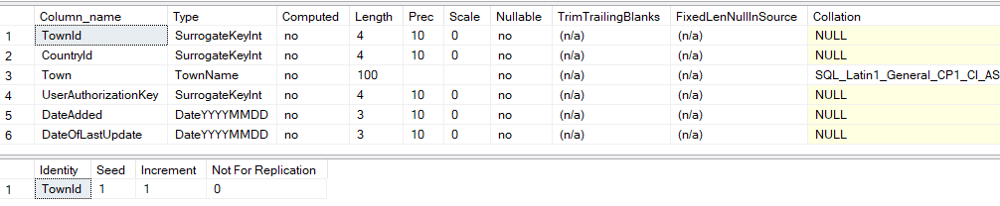 Column_name Type Computed Length Prec Scale Nullable TrimTrailingBlanks FixedLenNullInSource Collation
1 TownId SurrogateKeyInt no 4 10 0 no (n/a) (n/a) NULL
2 CountryId SurrogateKeyInt no 4 10 0 no (n/a) (n/a) NULL
3 Town TownName no 100 no (n/a) (n/a) SQL_Latin1_General_CP1_CI_AS
4 UserAuthorizationKey SurrogateKeyInt no 4 10 0 no (n/a) (n/a) NULL
5 DateAdded DateYYYYMMDD no 3 10 0 no (n/a) (n/a) NULL
6 DateOfLastUpdate DateYYYYMMDD no 3 10 0 no (n/a) (n/a) NULL
Identity Seed Increment Not For Replication
1 TownId 1 1 0